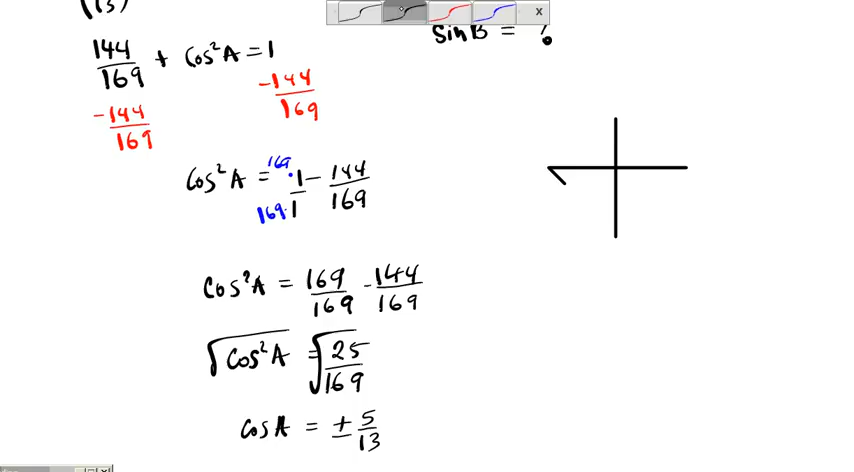 144/169 + Cos²A = 1
-144/169 -144/169
Cos²A = 169·1/169·1 - 144/169
Cos²A = 169/169 - 144/169
√Cos²A = √25/169
CosA = ± 5/13
Sin B =
x